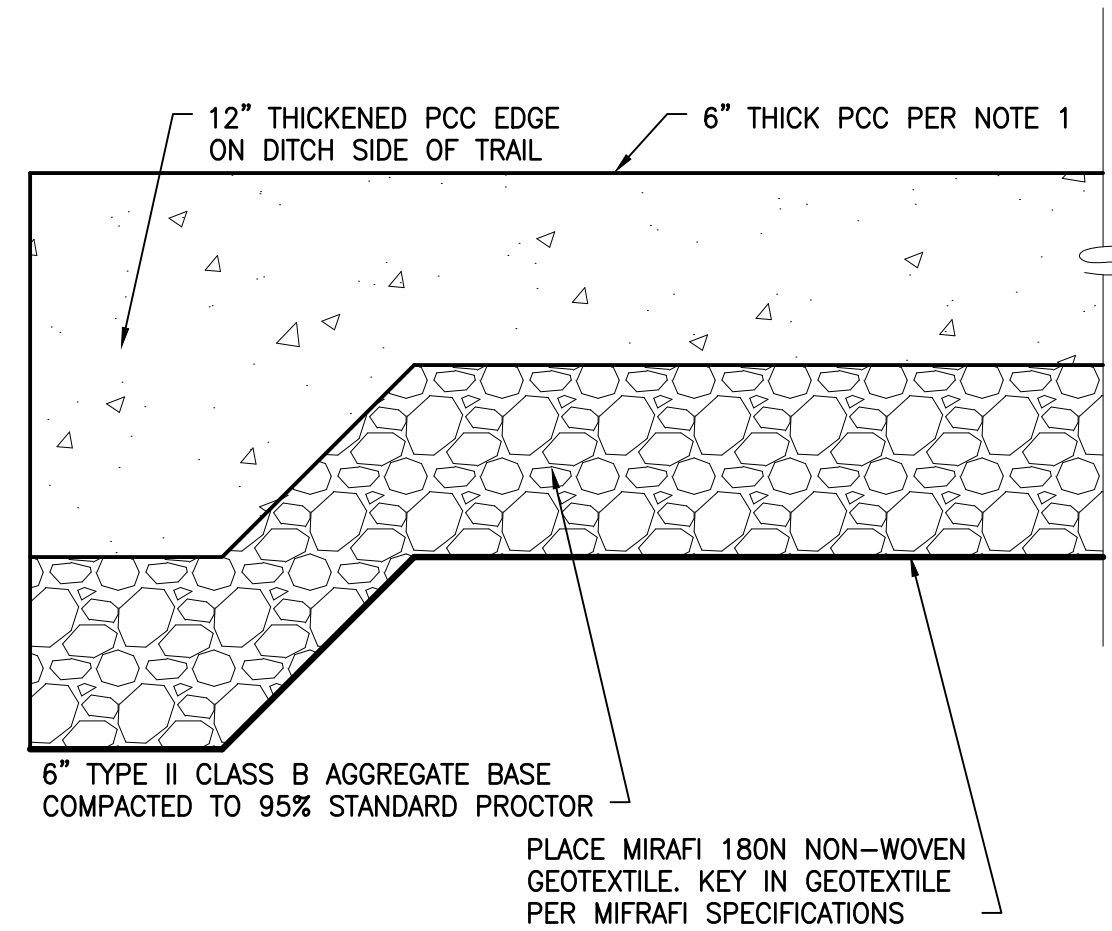 12” THICKENED PCC EDGE
ON DITCH SIDE OF TRAIL
6” THICK PCC PER NOTE 1
6” TYPE II CLASS B AGGREGATE BASE
COMPACTED TO 95% STANDARD PROCTOR
PLACE MIRAFI 180N NON–WOVEN
GEOTEXTILE. KEY IN GEOTEXTILE
PER MIFRAFI SPECIFICATIONS